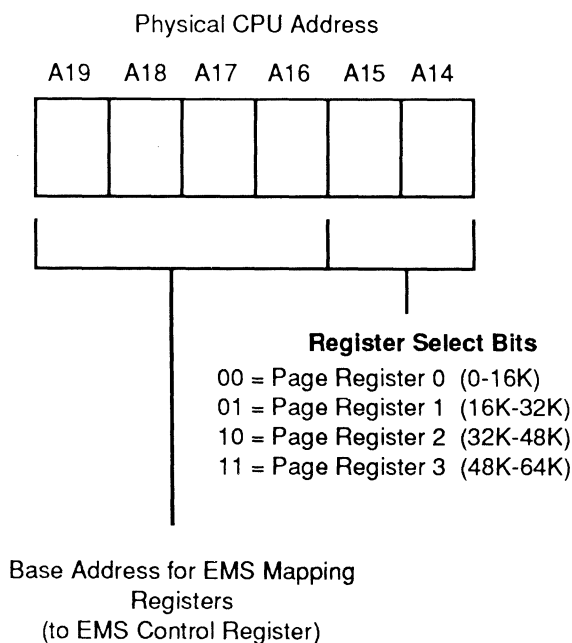 Physical CPU Address
A19 A18 A17 A16 A15 A14
Register Select Bits
00 = Page Register 0 (0-16K)
01 = Page Register 1 (16K-32K)
10 = Page Register 2 (32K-48K)
11 = Page Register 3 (48K-64K)
Base Address for EMS Mapping
Registers
(to EMS Control Register)